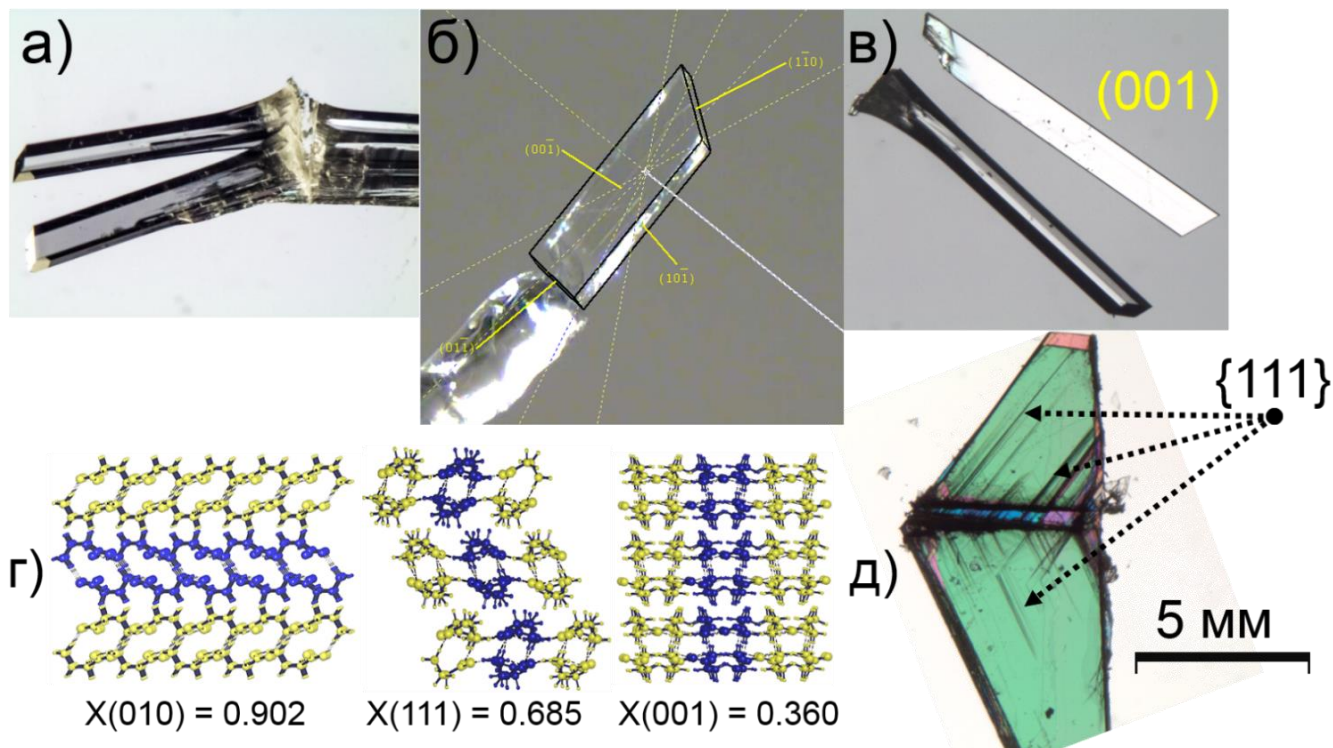 а)
б)
в)
(11̅0)
(001̅)
(101̅)
(011̅)
(001)
{111}
г)
д)
5 мм
X(010) = 0.902
X(111) = 0.685
X(001) = 0.360